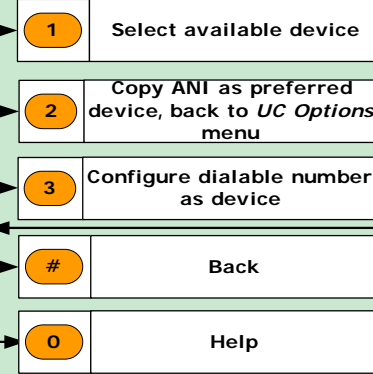 1 Select available device
Copy ANI as preferred
2 device, back to UC Options
menu
3 Configure dialable number
as device
# Back
0 Help